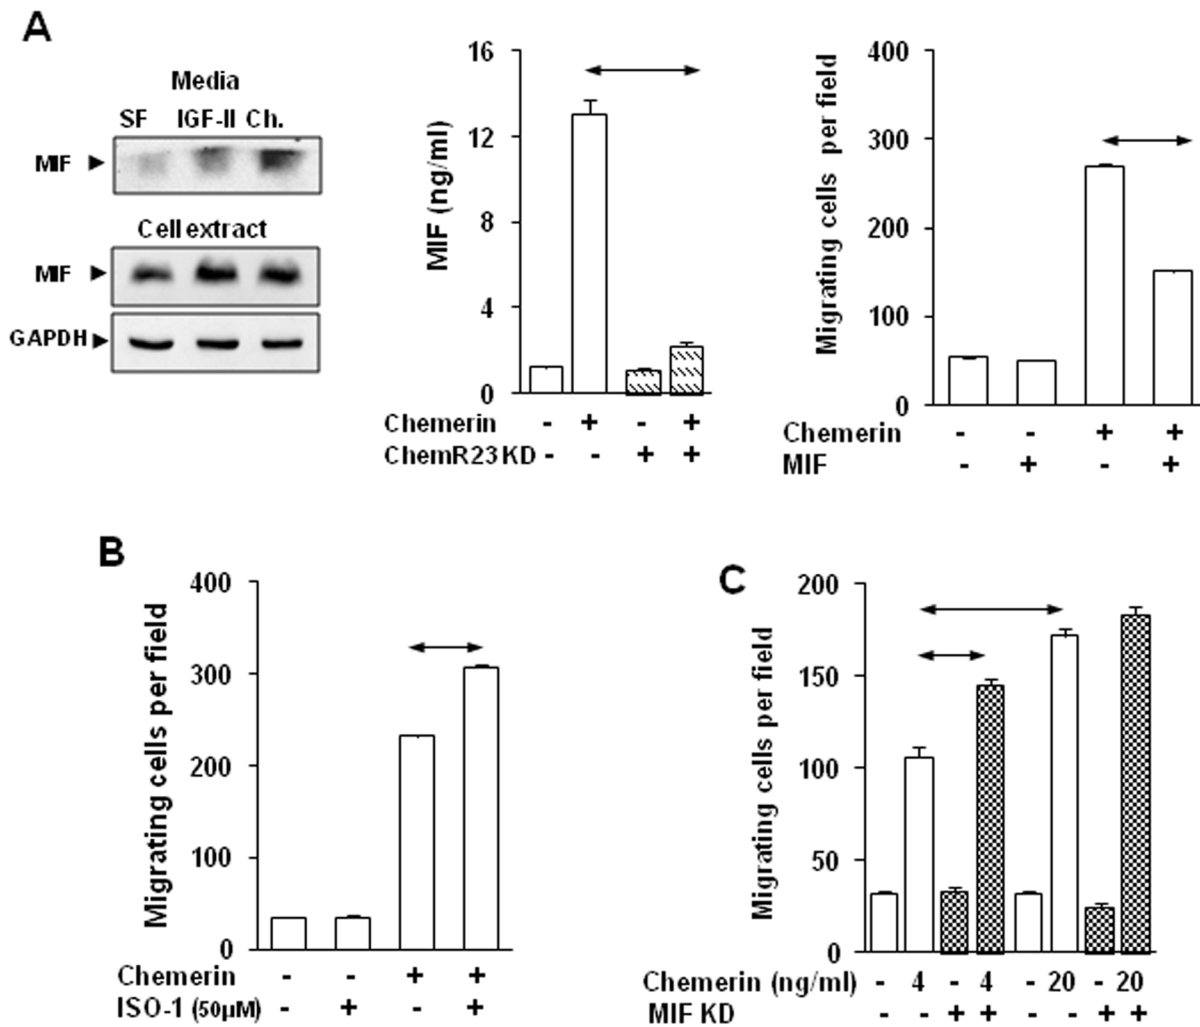 A
Media
SF IGF-II Ch.
MIF
Cell extract
MIF
GAPDH
MIF (ng/ml)
16
12
8
4
0
Chemerin - + - +
ChemR23 KD - - + +
Migrating cells per field
400
300
200
100
0
Chemerin - - + +
MIF - + - +
B
Migrating cells per field
400
300
200
100
0
Chemerin - - + +
ISO-1 (50µM) - + - +
C
Migrating cells per field
200
150
100
50
0
Chemerin (ng/ml) - 4 - 4 - 20 - 20
MIF KD - - + + - - + +